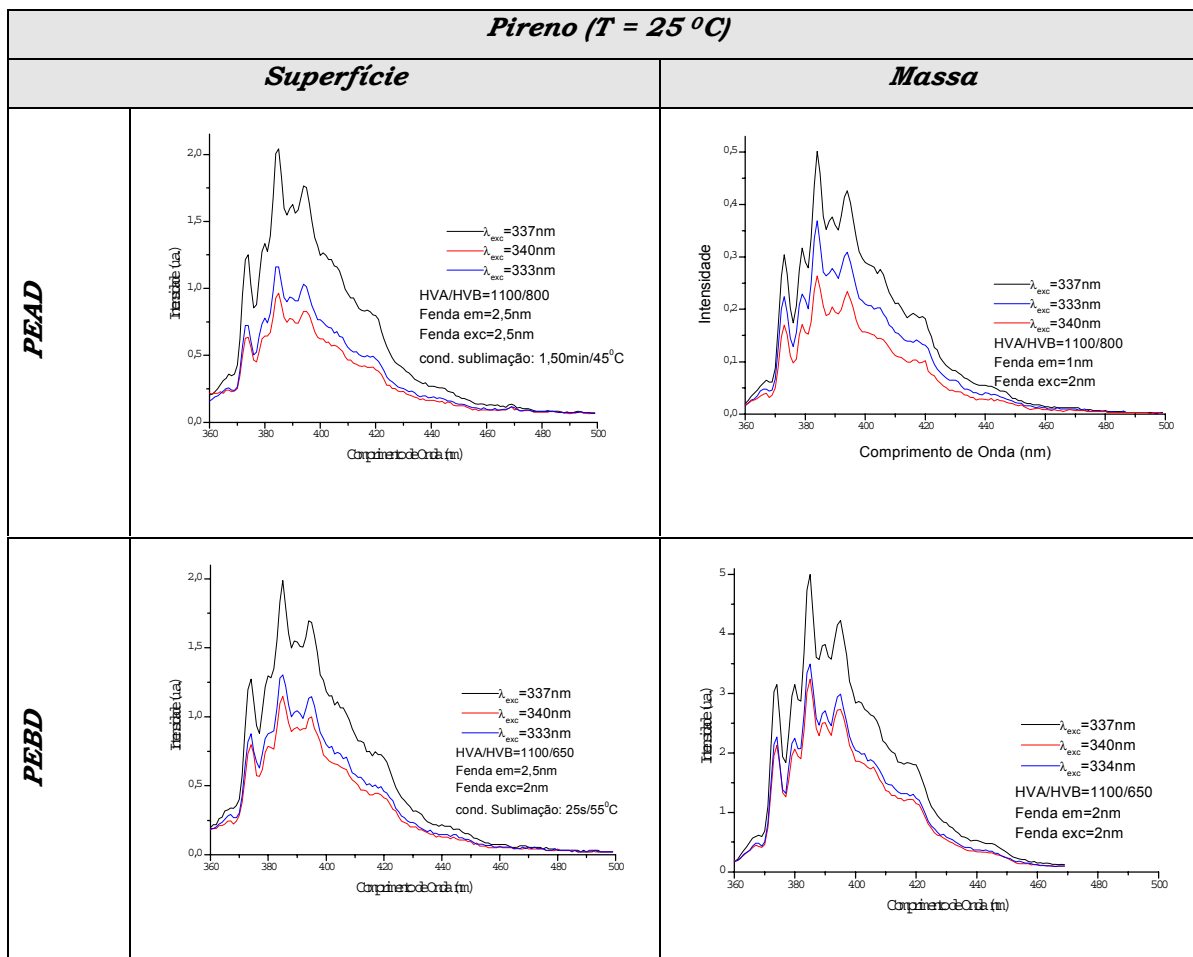 Pireno (T = 25 ⁰C)
Superfície
Massa
PEAD
2,0
1,5
1,0
0,5
0,0
360
380
400
420
440
460
480
500
Intensidade (u.a.)
Comprimento de Onda (nm)
λexc=337nm
λexc=340nm
λexc=333nm
HVA/HVB=1100/800
Fenda em=2,5nm
Fenda exc=2,5nm
cond. sublimação: 1,50min/45⁰C
0,5
0,4
0,3
0,2
0,1
0,0
360
380
400
420
440
460
480
500
Intensidade
Comprimento de Onda (nm)
λexc=337nm
λexc=333nm
λexc=340nm
HVA/HVB=1100/800
Fenda em=1nm
Fenda exc=2nm
PEBD
2,0
1,5
1,0
0,5
0,0
360
380
400
420
440
460
480
500
Intensidade (u.a.)
Comprimento de Onda (nm)
λexc=337nm
λexc=340nm
λexc=333nm
HVA/HVB=1100/650
Fenda em=2,5nm
Fenda exc=2nm
cond. Sublimação: 25s/55⁰C
5
4
3
2
1
0
360
380
400
420
440
460
480
500
Intensidade (u.a.)
Comprimento de Onda (nm)
λexc=337nm
λexc=340nm
λexc=334nm
HVA/HVB=1100/650
Fenda em=2nm
Fenda exc=2nm